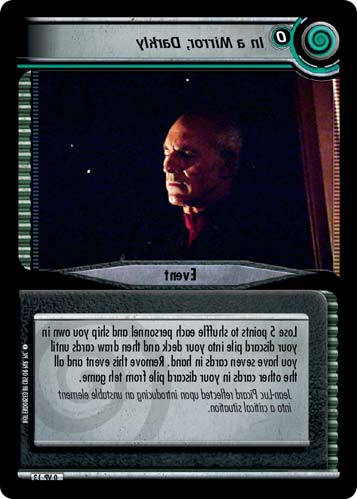 In a Mirror, Darkly
0
Event
Lose 5 points to shuffle each personnel and ship you own in
your discard pile into your deck and then draw cards until
you have seven cards in hand. Remove this event and all
the other cards in your discard pile from teh game.
Jean-Luc Picard reflected upon introducing an unstable element
into a critical situation.